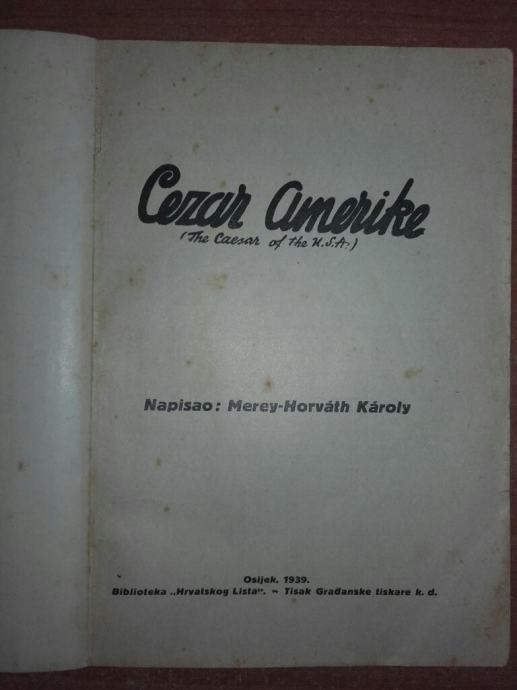 Cezar Amerike
(The Caesar of the U.S.A.)
Napisao: Merey-Horváth Károly
Osijek, 1939.
Biblioteka „Hrvatskog Lista“. – Tisak Građanske tiskare k. d.